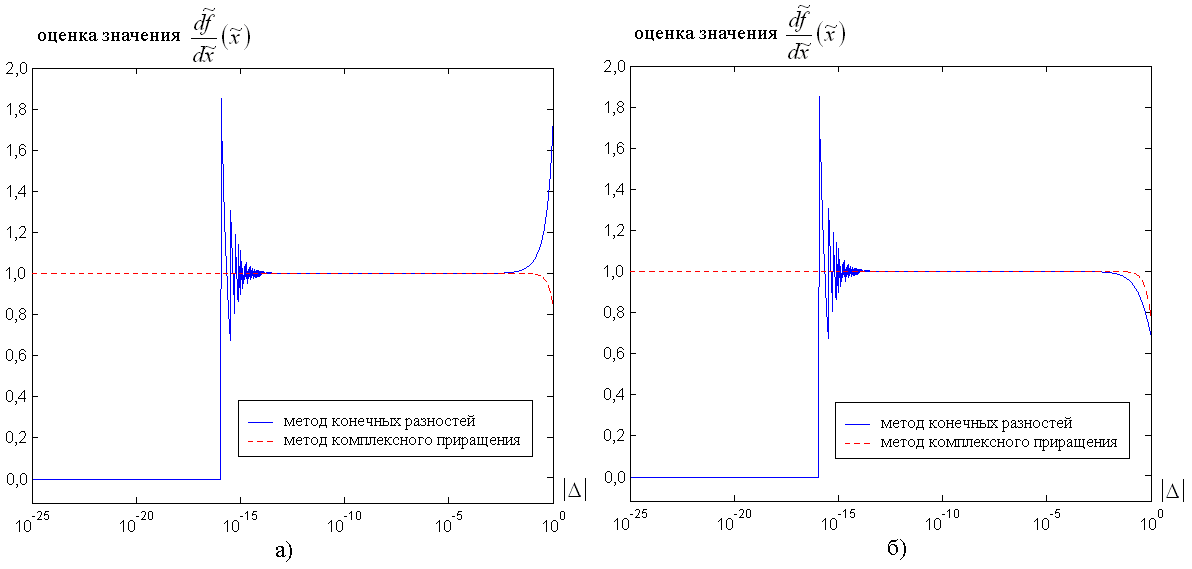 оценка значения df̃/dx̃ (x̃)
2,0
1,8
1,6
1,4
1,2
1,0
0,8
0,6
0,4
0,2
0,0
метод конечных разностей
метод комплексного приращения
|Δ|
10^-25 10^-20 10^-15 10^-10 10^-5 10^0
а)
оценка значения df̃/dx̃ (x̃)
2,0
1,8
1,6
1,4
1,2
1,0
0,8
0,6
0,4
0,2
0,0
метод конечных разностей
метод комплексного приращения
|Δ|
10^-25 10^-20 10^-15 10^-10 10^-5 10^0
б)